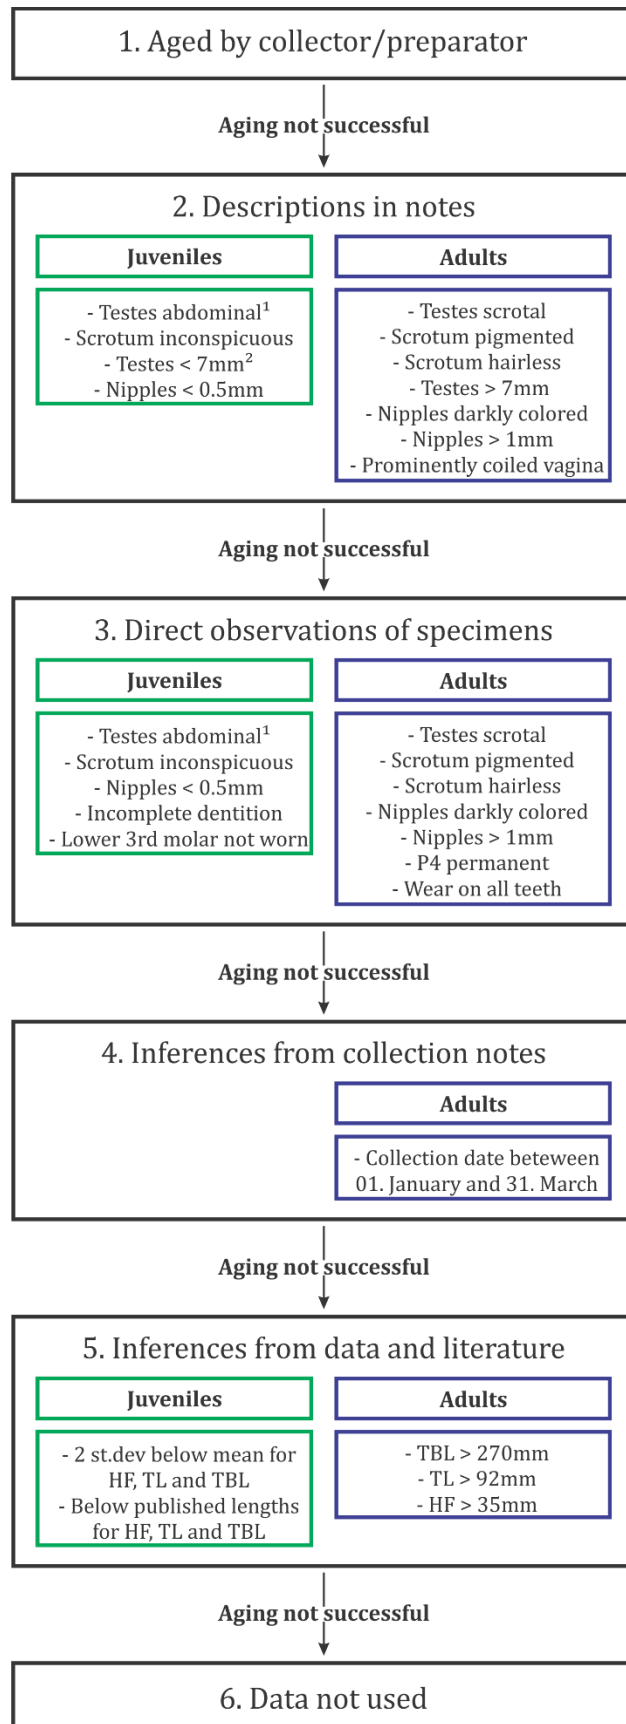 1. Aged by collector/preparator
Aging not successful
2. Descriptions in notes
Juveniles
- Testes abdominal¹
- Scrotum inconspicuous
- Testes < 7mm²
- Nipples < 0.5mm
Adults
- Testes scrotal
- Scrotum pigmented
- Scrotum hairless
- Testes > 7mm
- Nipples darkly colored
- Nipples > 1mm
- Prominently coiled vagina
Aging not successful
3. Direct observations of specimens
Juveniles
- Testes abdominal¹
- Scrotum inconspicuous
- Nipples < 0.5mm
- Incomplete dentition
- Lower 3rd molar not worn
Adults
- Testes scrotal
- Scrotum pigmented
- Scrotum hairless
- Nipples darkly colored
- Nipples > 1mm
- P4 permanent
- Wear on all teeth
Aging not successful
4. Inferences from collection notes
Adults
- Collection date beteween
01. January and 31. March
Aging not successful
5. Inferences from data and literature
Juveniles
- 2 st.dev below mean for
HF, TL and TBL
- Below published lengths
for HF, TL and TBL
Adults
- TBL > 270mm
- TL > 92mm
- HF > 35mm
Aging not successful
6. Data not used